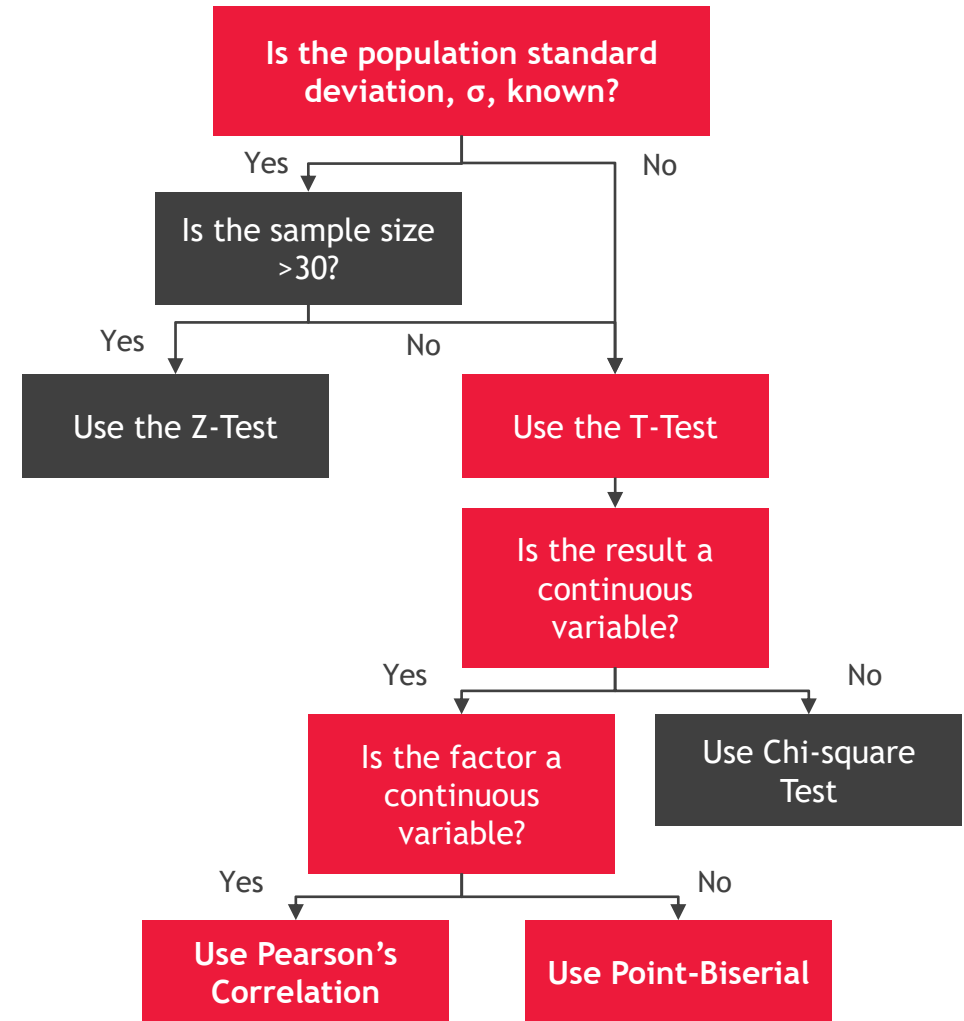 Is the population standard
deviation, σ, known?
Yes
No
Is the sample size
>30?
Yes
No
Use the Z-Test
Use the T-Test
Is the result a
continuous
variable?
Yes
No
Is the factor a
continuous
variable?
Use Chi-square
Test
Yes
No
Use Pearson’s
Correlation
Use Point-Biserial